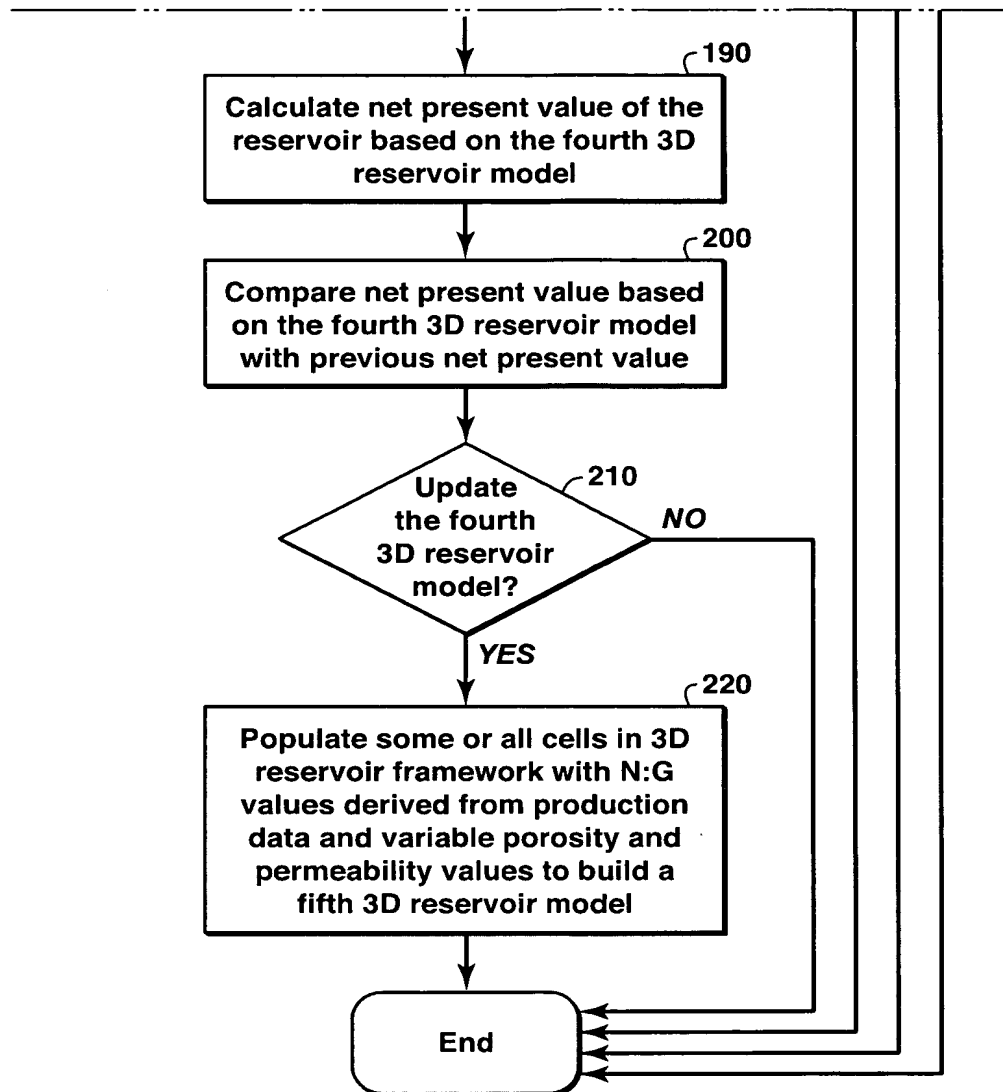 190
Calculate net present value of the
reservoir based on the fourth 3D
reservoir model
200
Compare net present value based
on the fourth 3D reservoir model
with previous net present value
210
Update
the fourth
3D reservoir
model?
NO
YES
220
Populate some or all cells in 3D
reservoir framework with N:G
values derived from production
data and variable porosity and
permeability values to build a
fifth 3D reservoir model
End